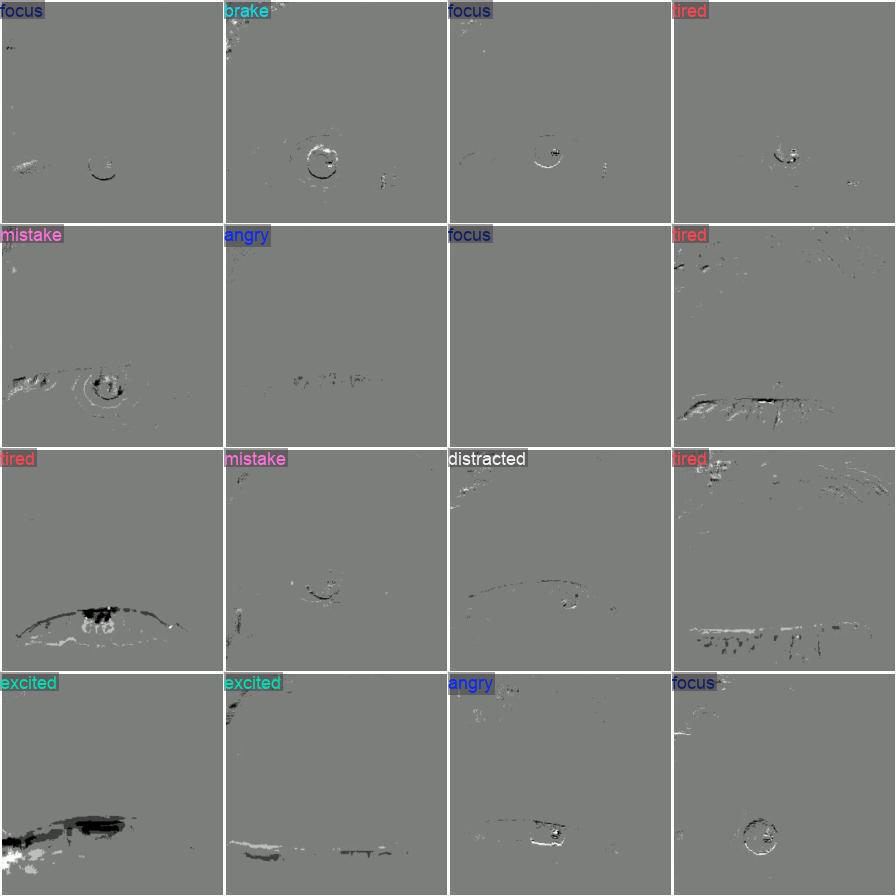 focus
brake
focus
tired
mistake
angry
focus
tired
tired
mistake
distracted
tired
excited
excited
angry
focus